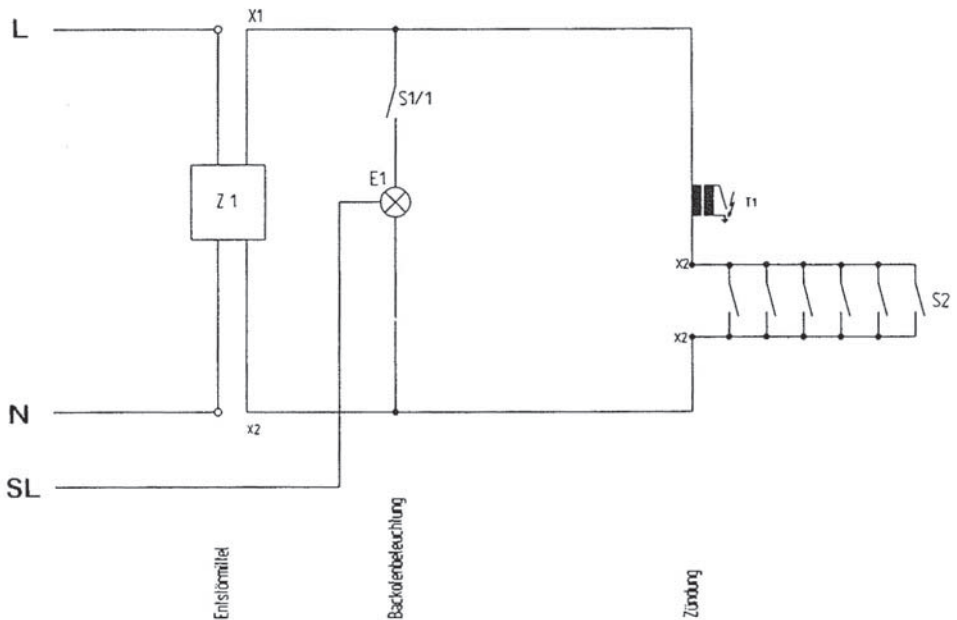 L
X1
S1/1
E1
Z 1
T1
X2
S2
X2
N
X2
SL
Entstörmittel
Backofenbeleuchtung
Zündung